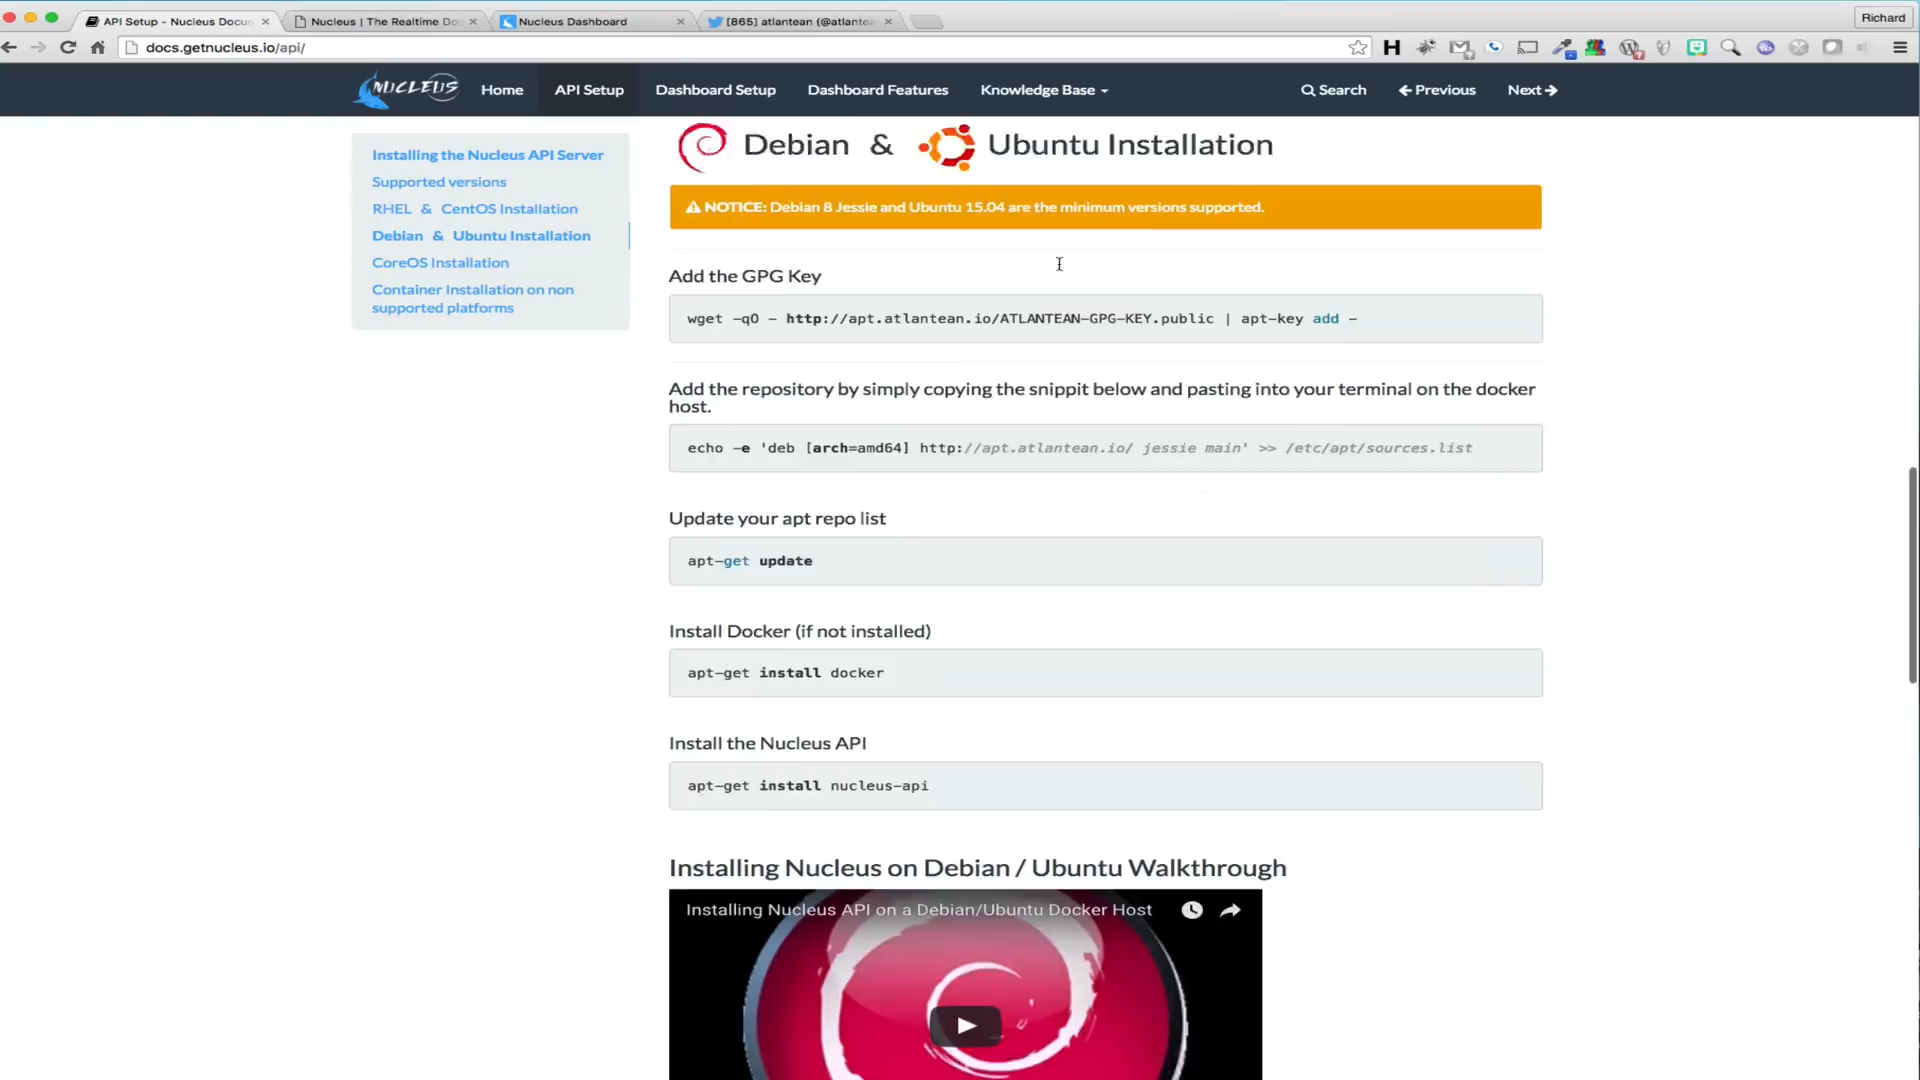 API Setup - Nucleus Docum
Nucleus | The Realtime Do
Nucleus Dashboard
[865] atlantean (@atlante
Richard
docs.getnucleus.io/api/
NUCLEUS
Home
API Setup
Dashboard Setup
Dashboard Features
Knowledge Base
Search
Previous
Next
Installing the Nucleus API Server
Supported versions
RHEL & CentOS Installation
Debian & Ubuntu Installation
CoreOS Installation
Container Installation on non
supported platforms
Debian & Ubuntu Installation
NOTICE: Debian 8 Jessie and Ubuntu 15.04 are the minimum versions supported.
Add the GPG Key
wget -qO - http://apt.atlantean.io/ATLANTEAN-GPG-KEY.public | apt-key add -
Add the repository by simply copying the snippit below and pasting into your terminal on the docker
host.
echo -e 'deb [arch=amd64] http://apt.atlantean.io/ jessie main' >> /etc/apt/sources.list
Update your apt repo list
apt-get update
Install Docker (if not installed)
apt-get install docker
Install the Nucleus API
apt-get install nucleus-api
Installing Nucleus on Debian / Ubuntu Walkthrough
Installing Nucleus API on a Debian/Ubuntu Docker Host